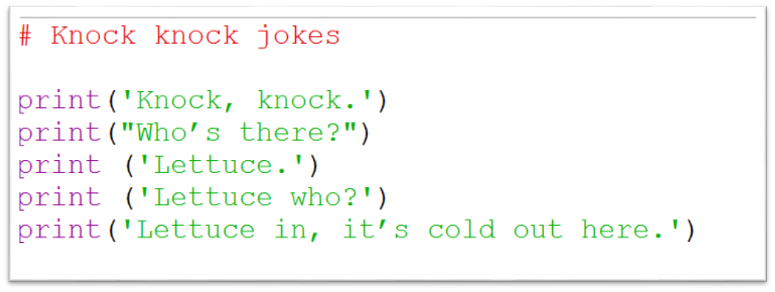 # Knock knock jokes
print('Knock, knock.')
print("Who’s there?")
print ('Lettuce.')
print ('Lettuce who?')
print('Lettuce in, it’s cold out here.')